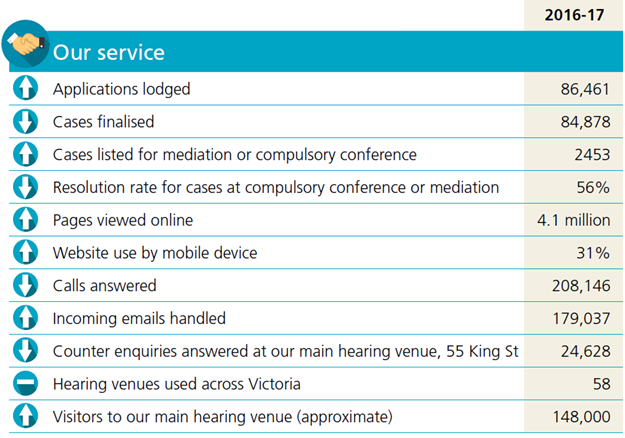 2016-17
Our service
Applications lodged 86,461
Cases finalised 84,878
Cases listed for mediation or compulsory conference 2453
Resolution rate for cases at compulsory conference or mediation 56%
Pages viewed online 4.1 million
Website use by mobile device 31%
Calls answered 208,146
Incoming emails handled 179,037
Counter enquiries answered at our main hearing venue, 55 King St 24,628
Hearing venues used across Victoria 58
Visitors to our main hearing venue (approximate) 148,000